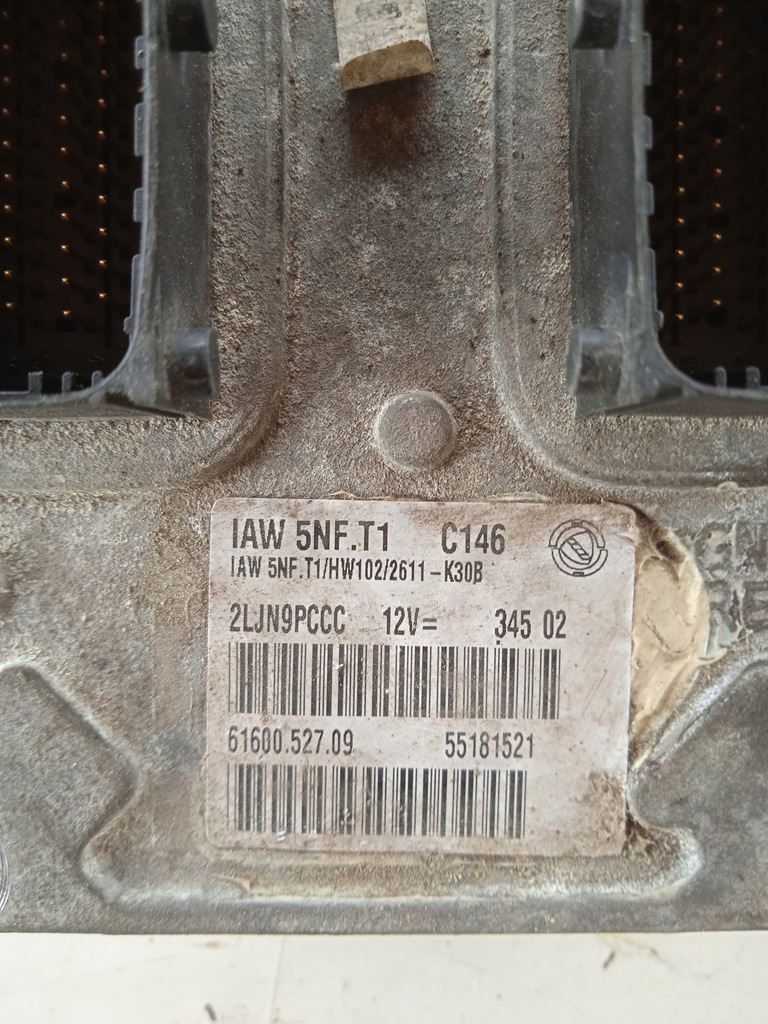 IAW 5NF.T1 C146
IAW 5NF.T1/HW102/2611-K30B
2LJN9PCCC 12V= 345 02
61600.527.09 55181521